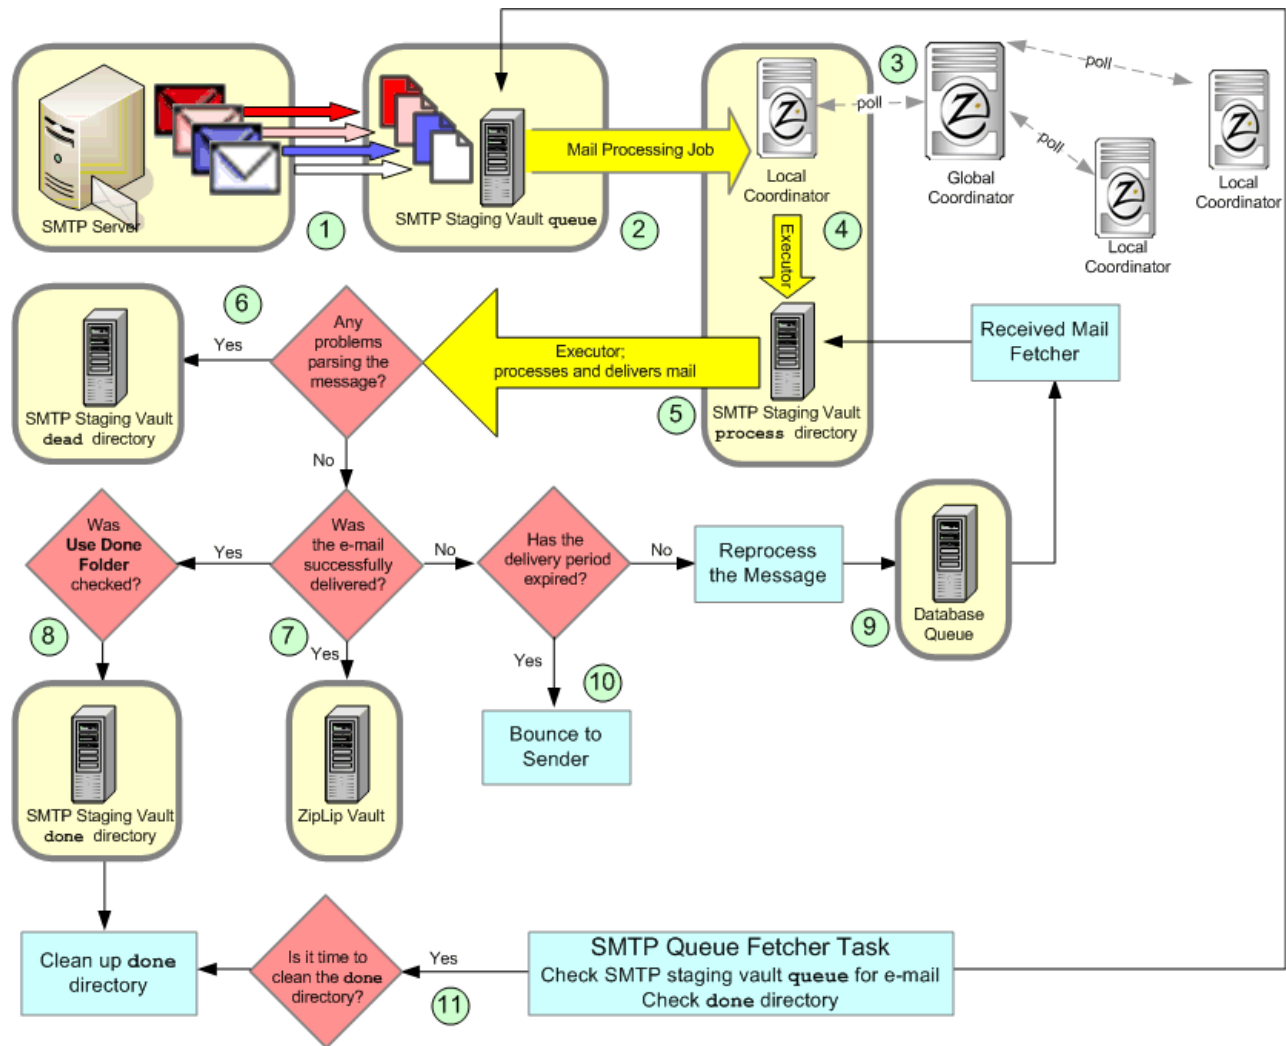 SMTP Server
1
SMTP Staging Vault queue
2
Mail Processing Job
Local
Coordinator
poll
3
Global
Coordinator
poll
poll
Local
Coordinator
Local
Coordinator
Executor
4
SMTP Staging Vault
process directory
Executor;
processes and delivers mail
5
Received Mail
Fetcher
6
Yes
Any
problems
parsing the
message?
SMTP Staging Vault
dead directory
No
Was
Use Done
Folder
checked?
Yes
Was
the e-mail
successfully
delivered?
No
Has the
delivery period
expired?
No
Reprocess
the Message
9
Database
Queue
8
7
Yes
Yes
10
Bounce to
Sender
SMTP Staging Vault
done directory
ZipLip Vault
Clean up done
directory
Is it time to
clean the done
directory?
Yes
11
SMTP Queue Fetcher Task
Check SMTP staging vault queue for e-mail
Check done directory